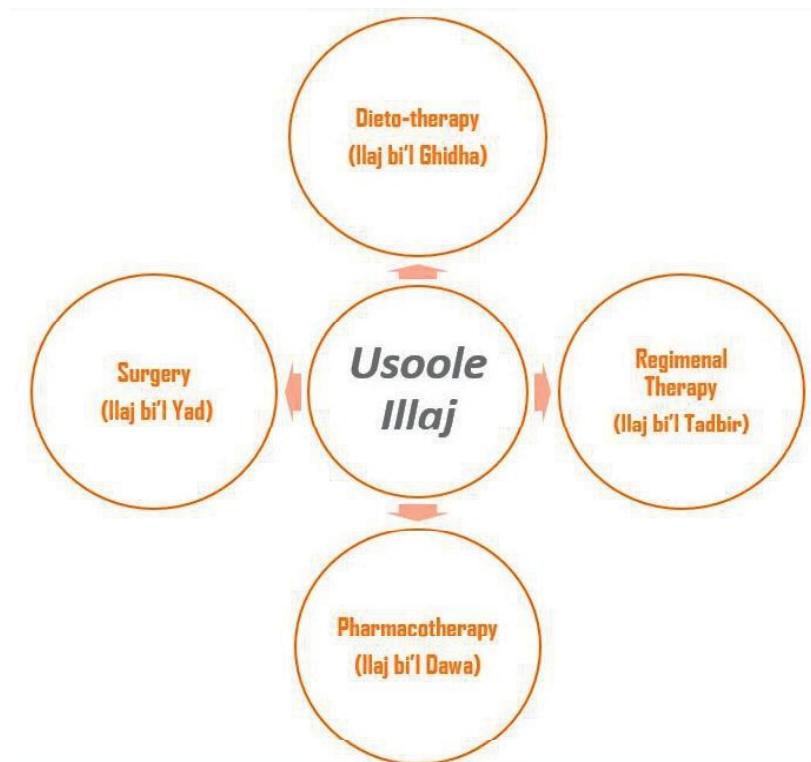 Dieto-therapy
(Ilaj bi'l Ghidha)
Surgery
(Ilaj bi'l Yad)
Usoole
Illaj
Regimenal
Therapy
(Ilaj bi'l Tadbir)
Pharmacotherapy
(Ilaj bi'l Dawa)